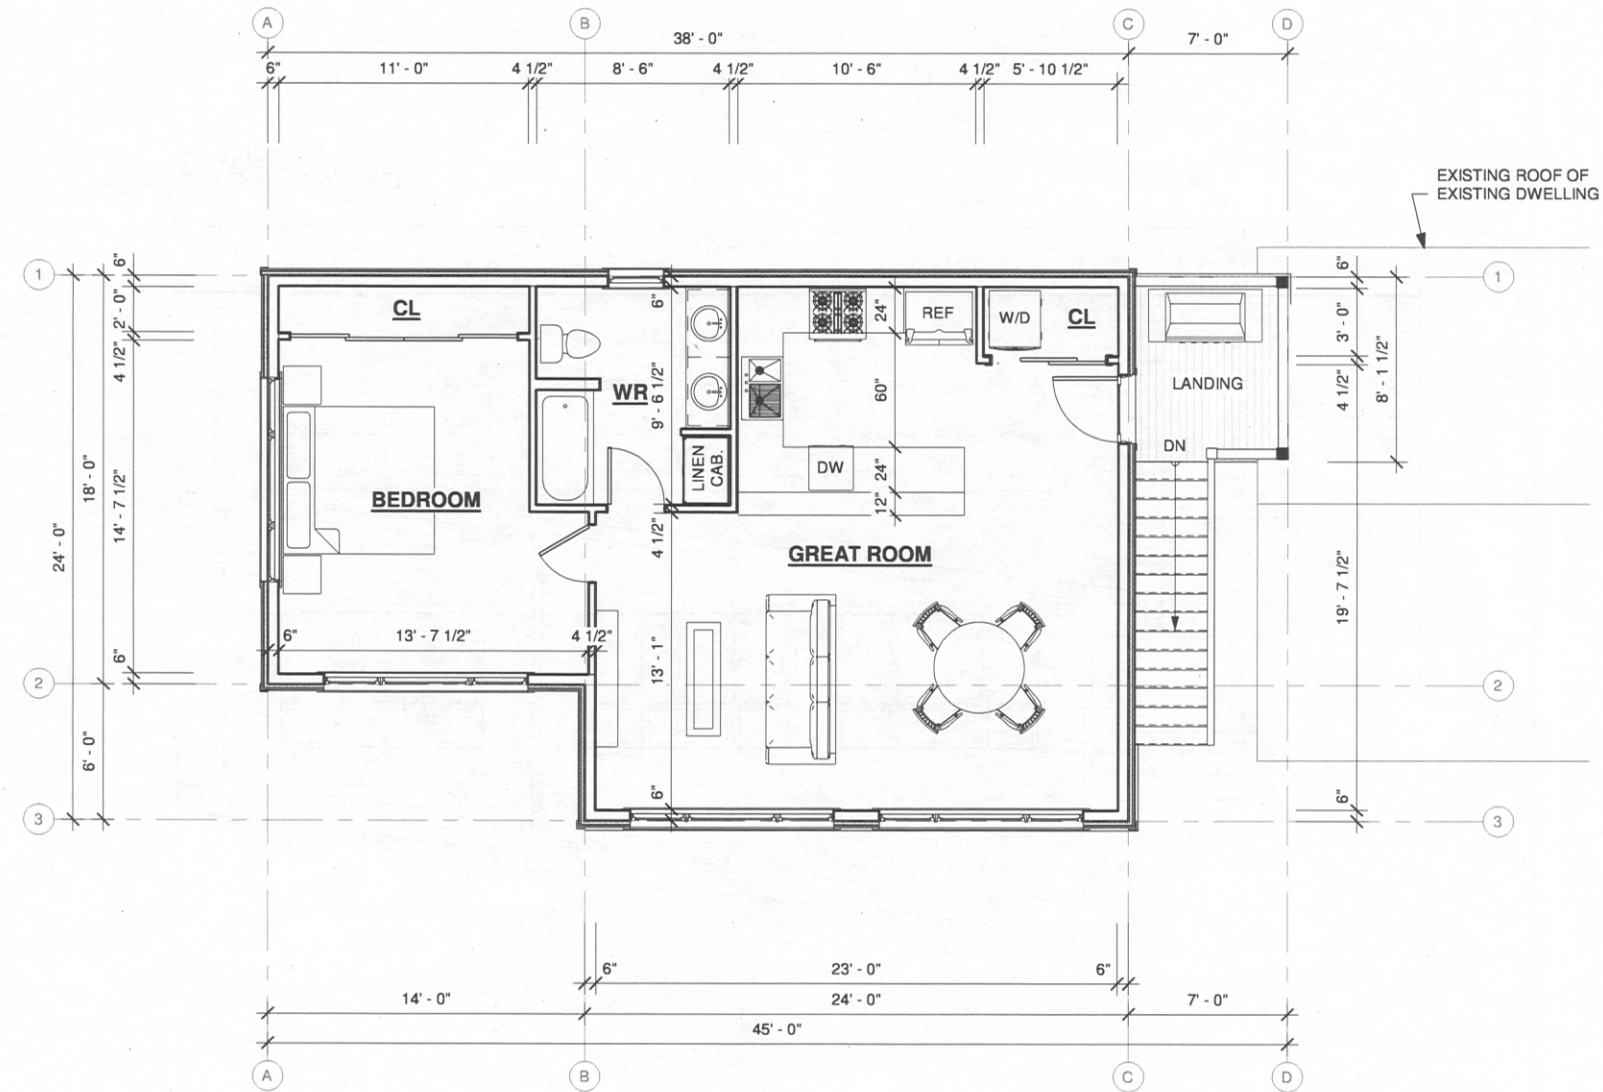 A
B
C
D
38' - 0"
7' - 0"
6"
11' - 0"
4 1/2"
8' - 6"
4 1/2"
10' - 6"
4 1/2"
5' - 10 1/2"
EXISTING ROOF OF
EXISTING DWELLING
1
6"
2' - 0"
4 1/2"
14' - 7 1/2"
6"
18' - 0"
6' - 0"
24' - 0"
2
3
CL
BEDROOM
6"
13' - 7 1/2"
4 1/2"
WR
LINEN
CAB.
6"
9' - 6 1/2"
4 1/2"
13' - 1"
6"
24"
60"
24"
12"
REF
W/D
CL
DW
GREAT ROOM
LANDING
DN
1
6"
3' - 0"
4 1/2"
8' - 1 1/2"
19' - 7 1/2"
6"
2
3
6"
23' - 0"
6"
14' - 0"
24' - 0"
7' - 0"
45' - 0"
A
B
C
D